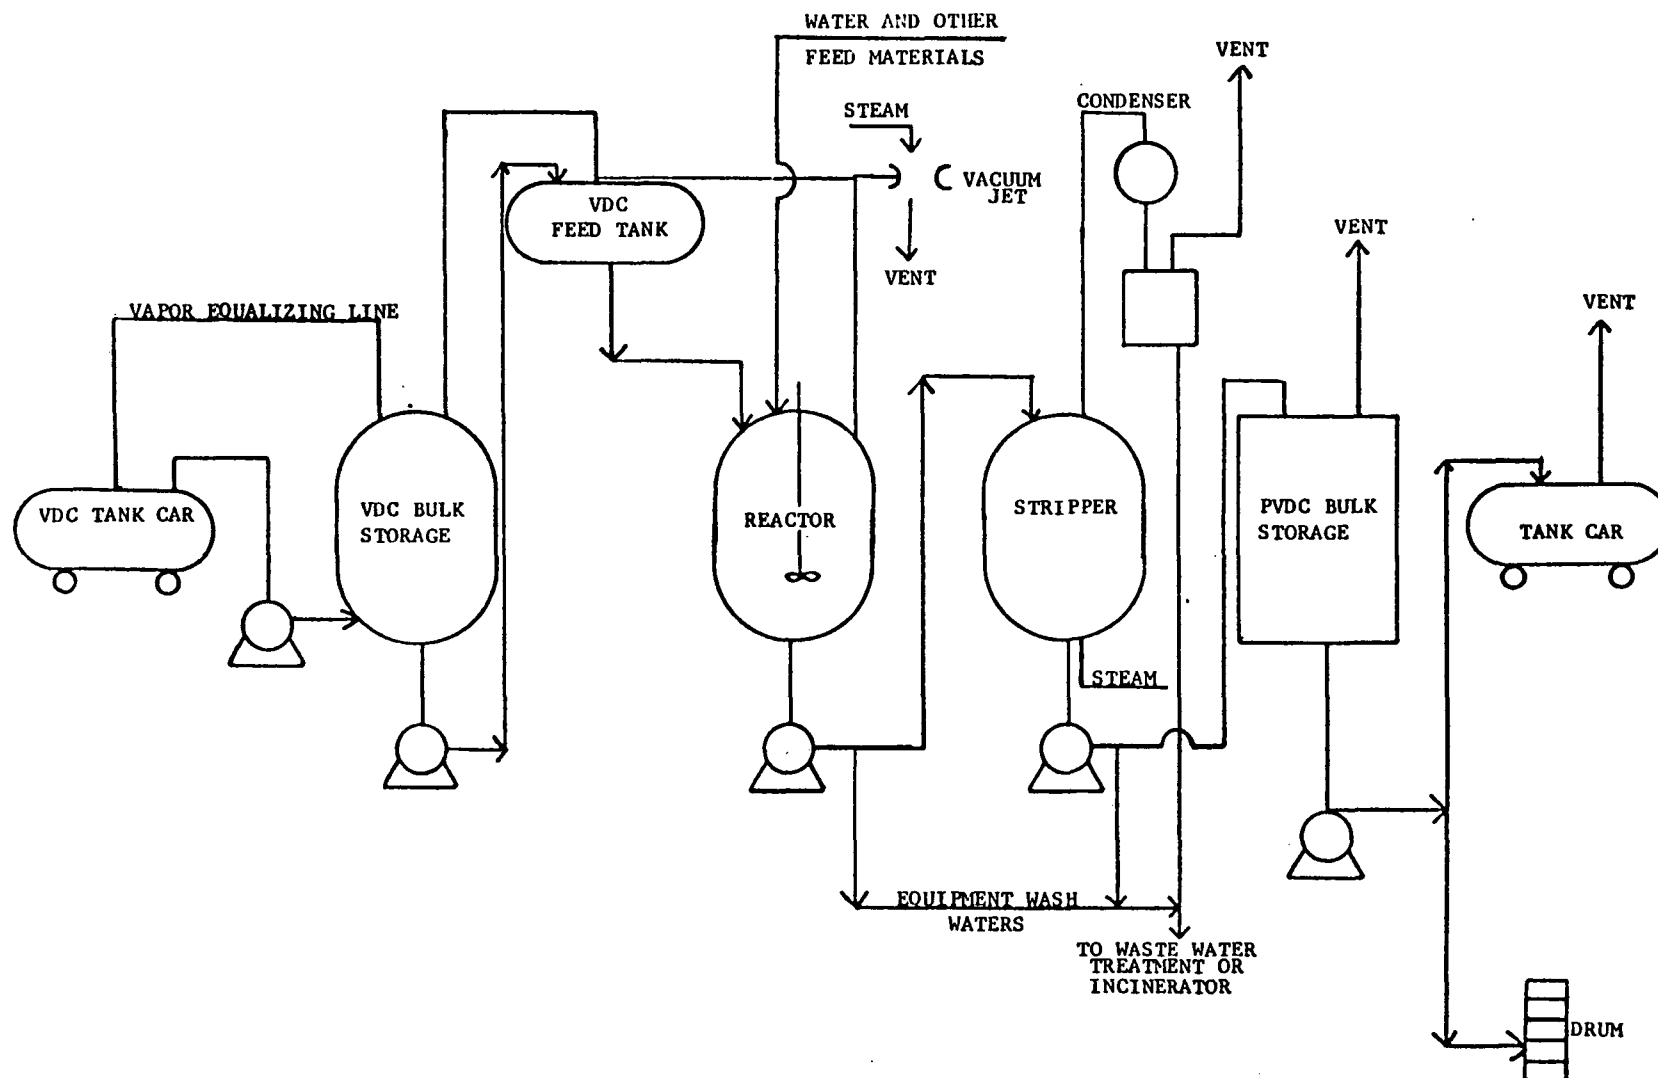 WATER AND OTHER
FEED MATERIALS
VENT
STEAM
CONDENSER
VACUUM
JET
VDC
FEED TANK
VENT
VENT
VENT
VAPOR EQUALIZING LINE
VDC TANK CAR
VDC BULK
STORAGE
REACTOR
STRIPPER
PVDC BULK
STORAGE
TANK CAR
STEAM
EQUIPMENT WASH
WATERS
TO WASTE WATER
TREATMENT OR
INCINERATOR
DRUM